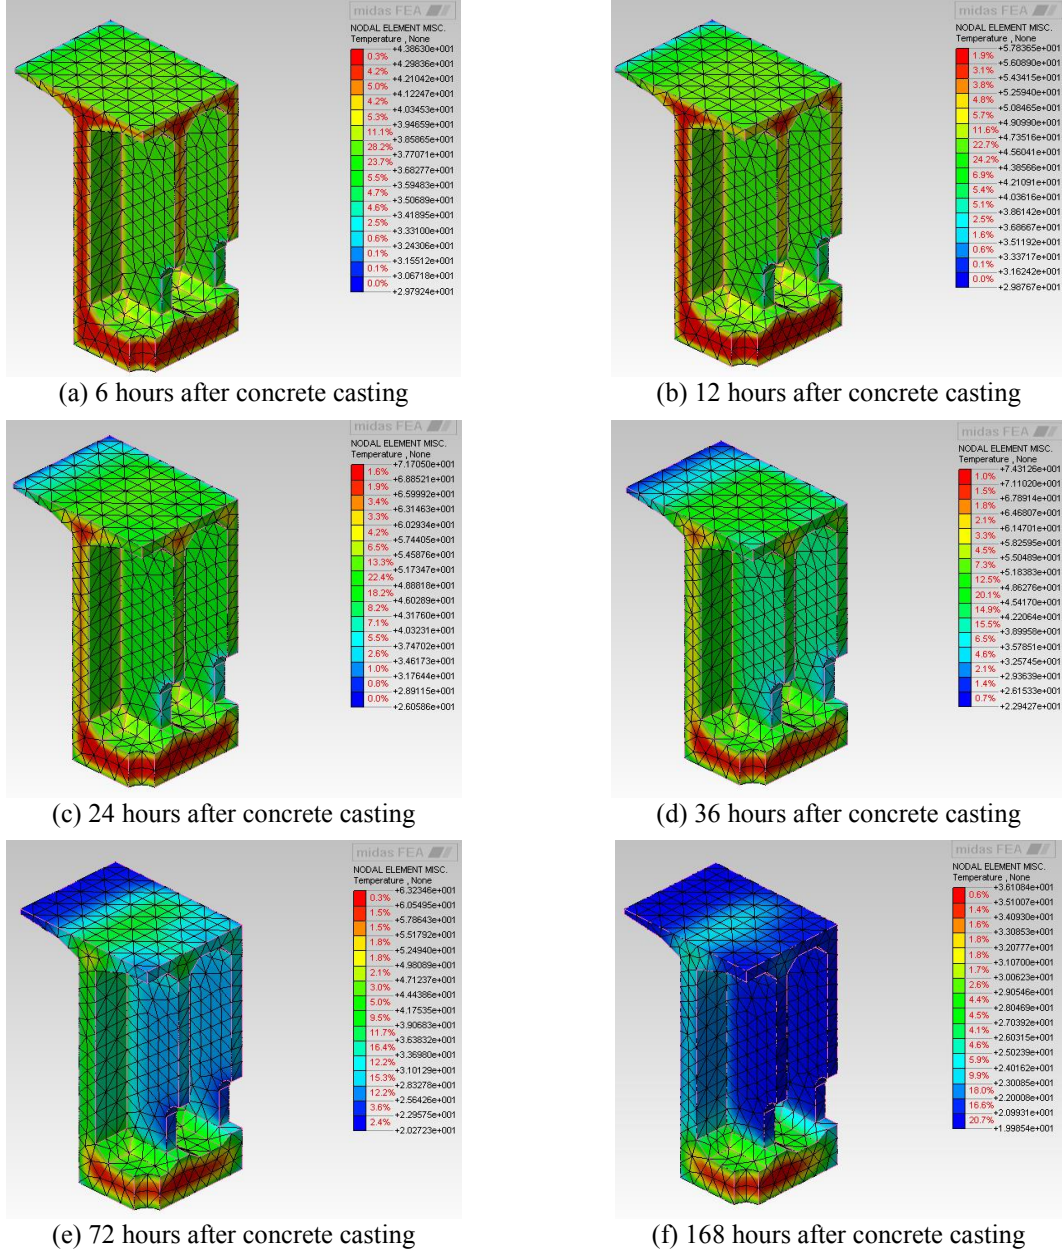 midas FEA
NODAL ELEMENT MISC.
Temperature , None
+4.38630e+001
0.3%
+4.29836e+001
4.2%
+4.21042e+001
5.0%
+4.12247e+001
4.2%
+4.03453e+001
5.3%
+3.94659e+001
11.1%
+3.85865e+001
28.2%
+3.77071e+001
23.7%
+3.68277e+001
5.5%
+3.59483e+001
4.7%
+3.50689e+001
4.6%
+3.41895e+001
2.5%
+3.33100e+001
0.6%
+3.24306e+001
0.1%
+3.15512e+001
0.1%
+3.06718e+001
0.0%
+2.97924e+001
(a) 6 hours after concrete casting
midas FEA
NODAL ELEMENT MISC.
Temperature , None
+5.78365e+001
1.9%
+5.60890e+001
3.1%
+5.43415e+001
3.8%
+5.25940e+001
4.8%
+5.08465e+001
5.7%
+4.90990e+001
11.6%
+4.73516e+001
22.7%
+4.56041e+001
24.2%
+4.38566e+001
6.9%
+4.21091e+001
5.4%
+4.03616e+001
5.1%
+3.86142e+001
2.5%
+3.68667e+001
1.6%
+3.51192e+001
0.6%
+3.33717e+001
0.1%
+3.16242e+001
0.0%
+2.98767e+001
(b) 12 hours after concrete casting
midas FEA
NODAL ELEMENT MISC.
Temperature , None
+7.17050e+001
1.6%
+6.88521e+001
1.9%
+6.59992e+001
3.4%
+6.31463e+001
3.3%
+6.02934e+001
4.2%
+5.74405e+001
6.5%
+5.45876e+001
13.3%
+5.17347e+001
22.4%
+4.88818e+001
18.2%
+4.60289e+001
8.2%
+4.31760e+001
7.1%
+4.03231e+001
5.5%
+3.74702e+001
2.6%
+3.46173e+001
1.0%
+3.17644e+001
0.8%
+2.89115e+001
0.0%
+2.60586e+001
(c) 24 hours after concrete casting
midas FEA
NODAL ELEMENT MISC.
Temperature , None
+7.43126e+001
1.0%
+7.11020e+001
1.5%
+6.78914e+001
1.8%
+6.46807e+001
2.1%
+6.14701e+001
3.3%
+5.82595e+001
4.5%
+5.50489e+001
7.3%
+5.18383e+001
12.5%
+4.86276e+001
20.1%
+4.54170e+001
14.9%
+4.22064e+001
15.5%
+3.89958e+001
6.5%
+3.57851e+001
4.6%
+3.25745e+001
2.1%
+2.93639e+001
1.4%
+2.61533e+001
0.7%
+2.29427e+001
(d) 36 hours after concrete casting
midas FEA
NODAL ELEMENT MISC.
Temperature , None
+6.32346e+001
0.3%
+6.05495e+001
1.5%
+5.78643e+001
1.5%
+5.51792e+001
1.8%
+5.24940e+001
1.8%
+4.98089e+001
2.1%
+4.71237e+001
3.0%
+4.44386e+001
5.0%
+4.17535e+001
9.5%
+3.90683e+001
11.7%
+3.63832e+001
16.4%
+3.36980e+001
12.2%
+3.10129e+001
15.3%
+2.83278e+001
12.2%
+2.56426e+001
3.6%
+2.29575e+001
2.4%
+2.02723e+001
(e) 72 hours after concrete casting
midas FEA
NODAL ELEMENT MISC.
Temperature , None
+3.61084e+001
0.6%
+3.51007e+001
1.4%
+3.40930e+001
1.6%
+3.30853e+001
1.8%
+3.20777e+001
1.8%
+3.10700e+001
1.7%
+3.00623e+001
2.6%
+2.90546e+001
4.4%
+2.80469e+001
4.5%
+2.70392e+001
4.1%
+2.60315e+001
4.6%
+2.50239e+001
5.9%
+2.40162e+001
9.9%
+2.30085e+001
18.0%
+2.20008e+001
16.6%
+2.09931e+001
20.7%
+1.99854e+001
(f) 168 hours after concrete casting